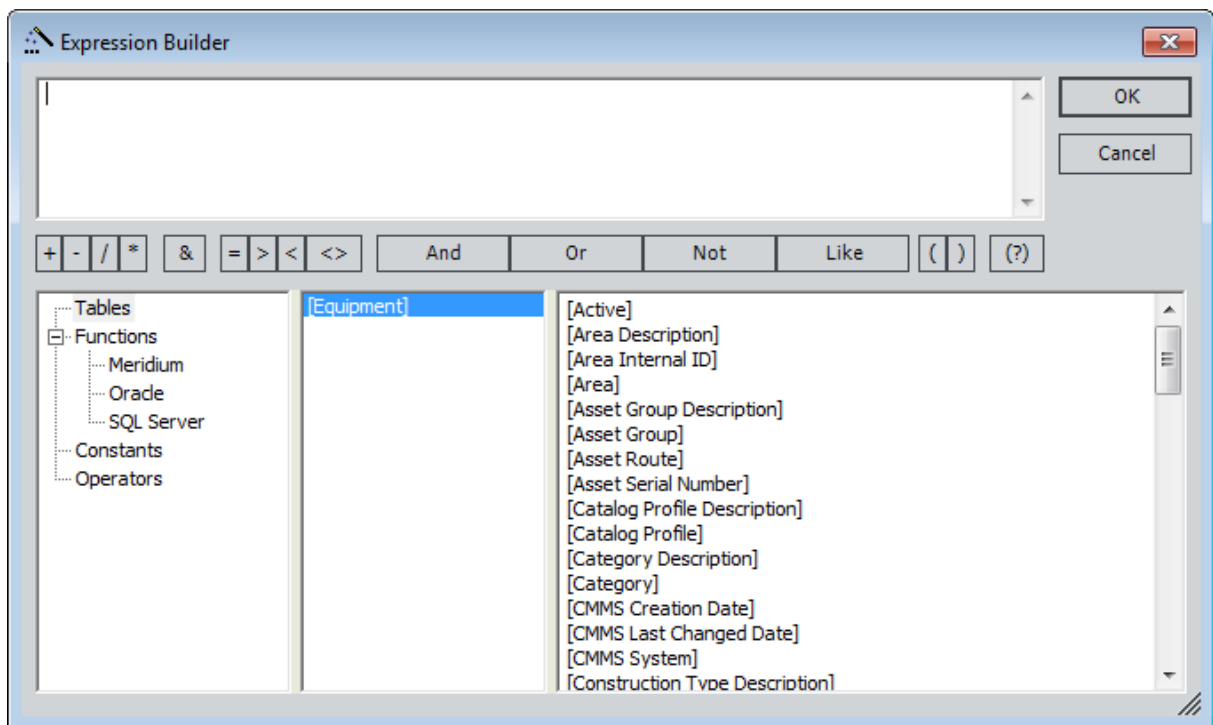 Expression Builder
OK
Cancel
+ - / * & = > < <> And Or Not Like ( ) (?)
Tables
Functions
Meridium
Oracle
SQL Server
Constants
Operators
[Equipment]
[Active]
[Area Description]
[Area Internal ID]
[Area]
[Asset Group Description]
[Asset Group]
[Asset Route]
[Asset Serial Number]
[Catalog Profile Description]
[Catalog Profile]
[Category Description]
[Category]
[CMMS Creation Date]
[CMMS Last Changed Date]
[CMMS System]
[Construction Type Description]